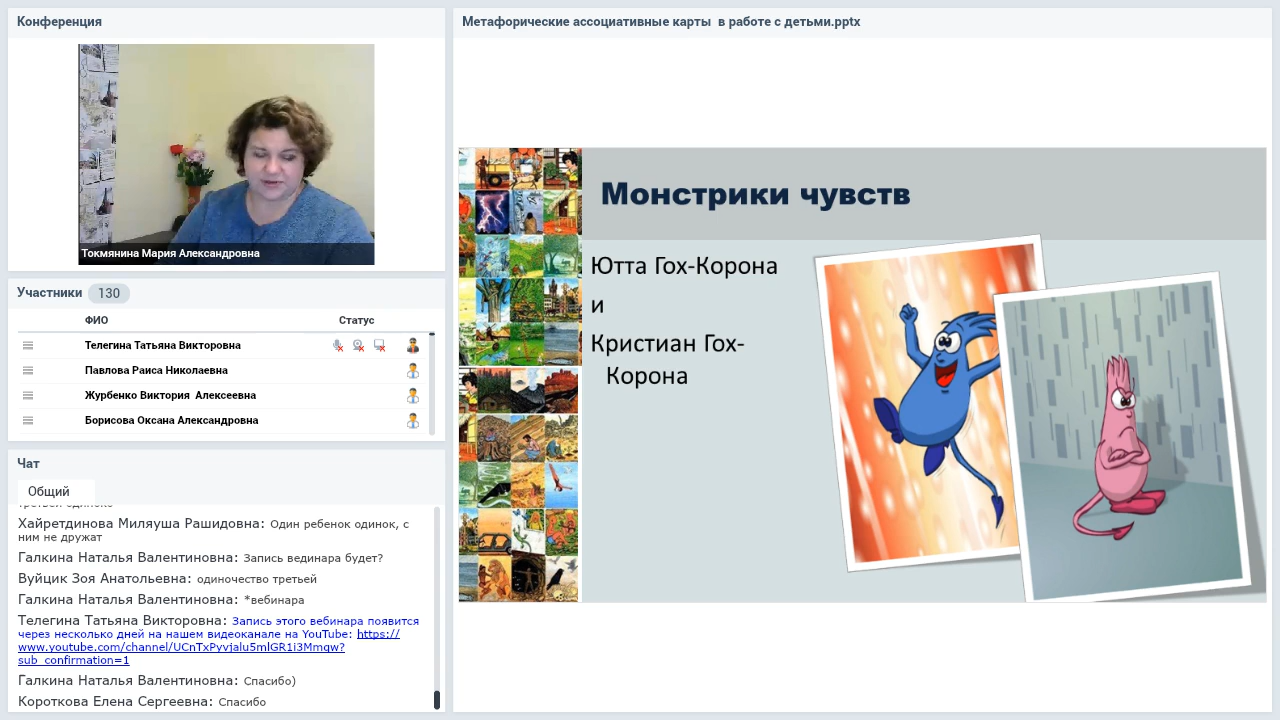 Конференция
Токмянина Мария Александровна
Участники 130
ФИО Статус
Телегина Татьяна Викторовна
Павлова Раиса Николаевна
Журбенко Виктория Алексеевна
Борисова Оксана Александровна
Чат
Общий
Хайретдинова Миляуша Рашидовна: Один ребенок одинок, с
ним не дружат
Галкина Наталья Валентиновна: Запись вединара будет?
Вуйцик Зоя Анатольевна: одиночество третьей
Галкина Наталья Валентиновна: *вебинара
Телегина Татьяна Викторовна: Запись этого вебинара появится
через несколько дней на нашем видеоканале на YouTube: https://
www.youtube.com/channel/UCnTxPyvjalu5mlGR1i3Mmqw?
sub_confirmation=1
Галкина Наталья Валентиновна: Спасибо)
Короткова Елена Сергеевна: Спасибо
Метафорические ассоциативные карты  в работе с детьми.pptx
Монстрики чувств
Ютта Гох-Корона
и
Кристиан Гох-
Корона